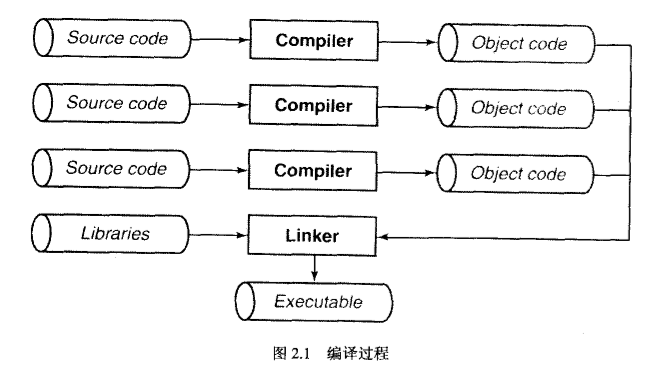 Source code Compiler Object code
Source code Compiler Object code
Source code Compiler Object code
Libraries Linker
Executable
图 2.1 编译过程